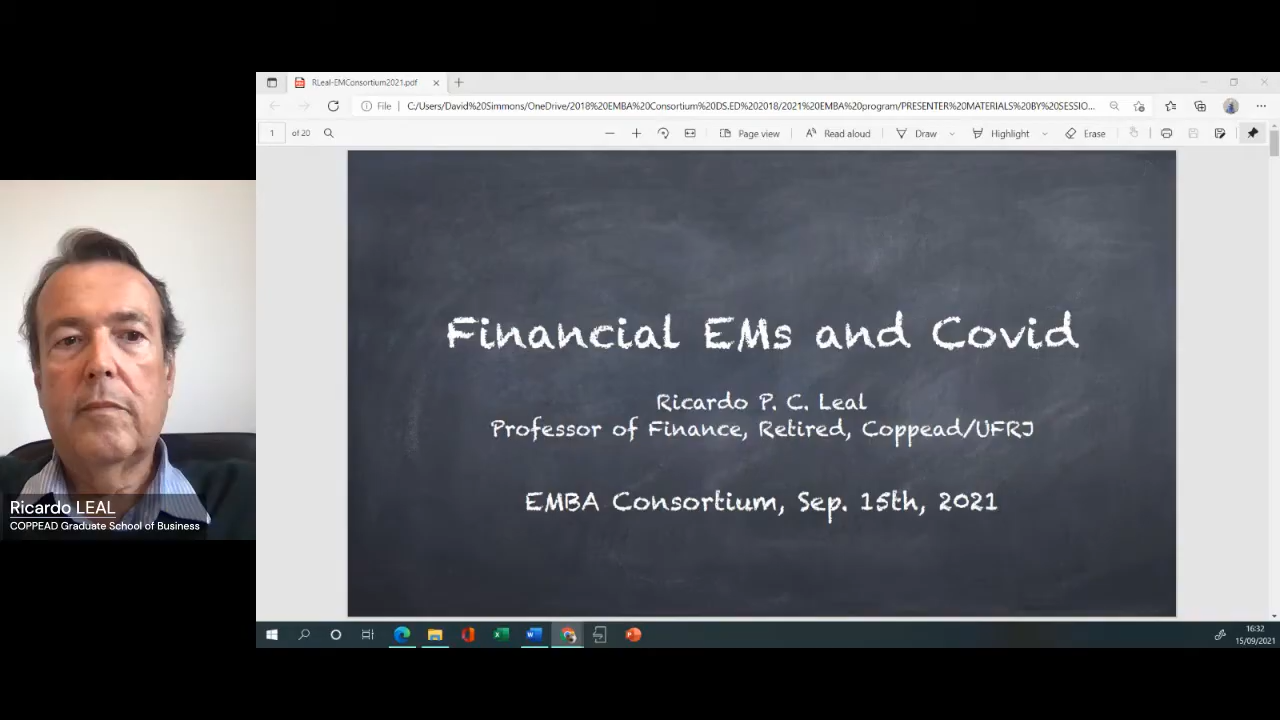 RLeal-EMConsortium2021.pdf
File
C:/Users/David%20Simmons/OneDrive/2018%20EMBA%20Consortium%20DS.ED%202018/2021%20EMBA%20program/PRESENTER%20MATERIALS%20BY%20SESSIO...
1 of 20
Page view
Read aloud
Draw
Highlight
Erase
Financial EMs and Covid
Ricardo P. C. Leal
Professor of Finance, Retired, Coppead/UFRJ
EMBA Consortium, Sep. 15th, 2021
Ricardo LEAL
COPPEAD Graduate School of Business
16:32
15/09/2021